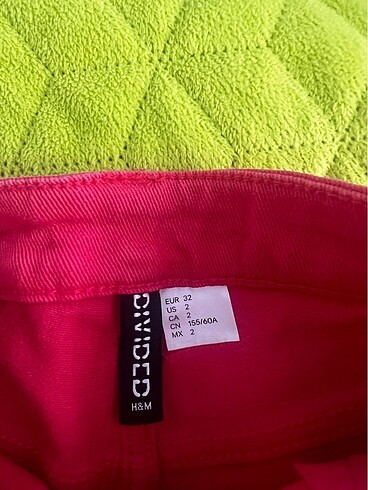 DIVIDED
H&M
EUR 32
US 2
CA 2
CN 155/60A
MX 2